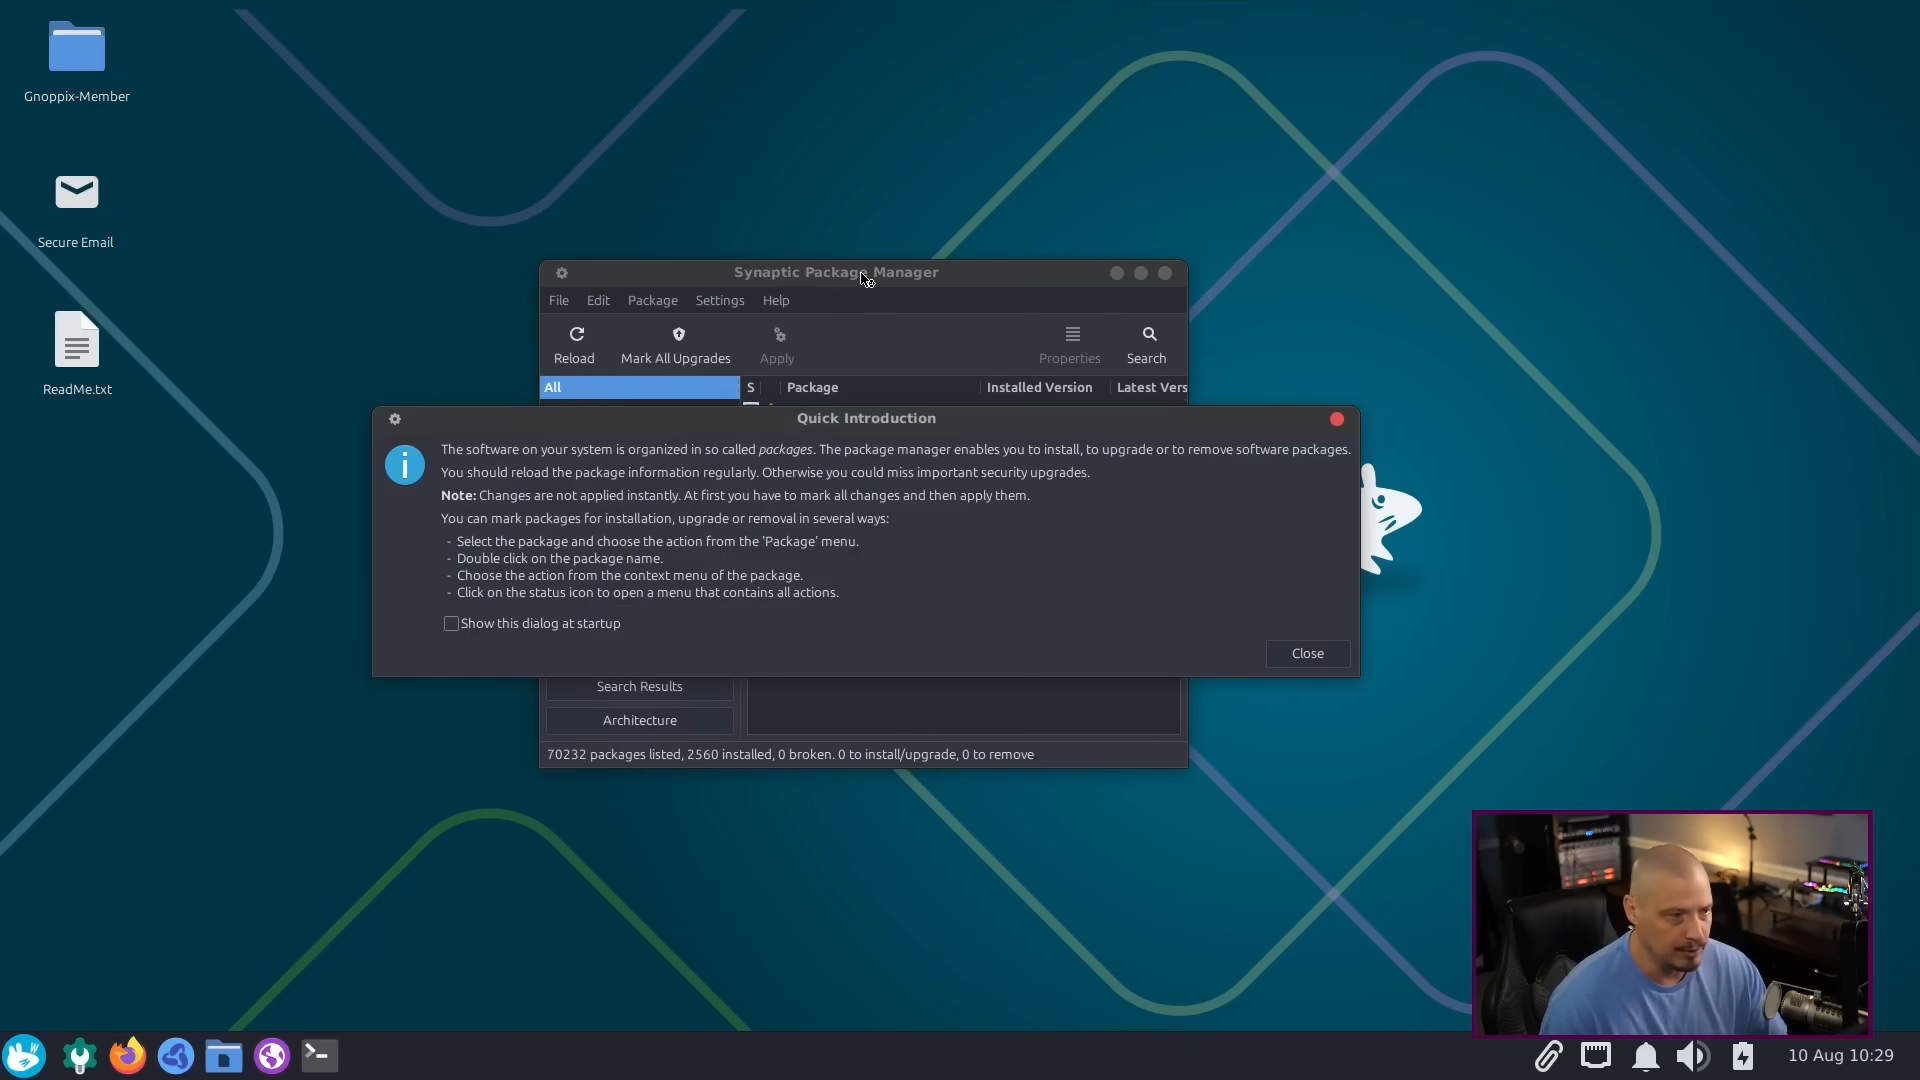 Gnoppix-Member
Secure Email
ReadMe.txt
Synaptic Package Manager
File Edit Package Settings Help
Reload Mark All Upgrades Apply Properties Search
All S Package Installed Version Latest Vers
Quick Introduction
The software on your system is organized in so called packages. The package manager enables you to install, to upgrade or to remove software packages.
You should reload the package information regularly. Otherwise you could miss important security upgrades.
Note: Changes are not applied instantly. At first you have to mark all changes and then apply them.
You can mark packages for installation, upgrade or removal in several ways:
- Select the package and choose the action from the 'Package' menu.
- Double click on the package name.
- Choose the action from the context menu of the package.
- Click on the status icon to open a menu that contains all actions.
Show this dialog at startup
Close
Search Results
Architecture
70232 packages listed, 2560 installed, 0 broken. 0 to install/upgrade, 0 to remove
10 Aug 10:29